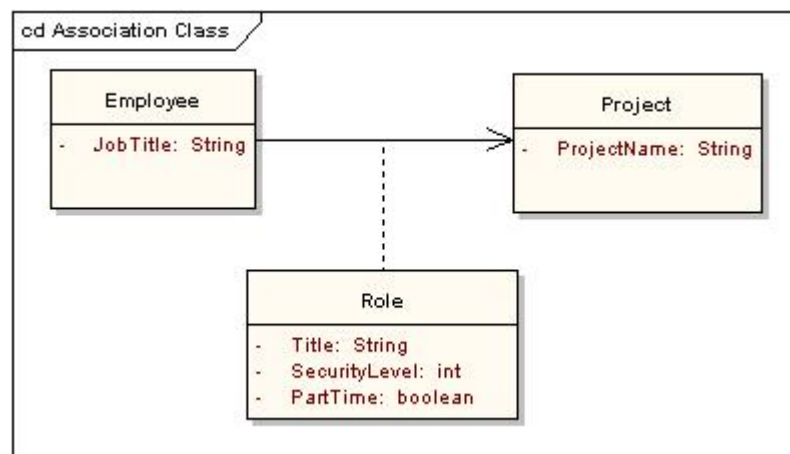 cd Association Class
Employee
- JobTitle: String
Project
- ProjectName: String
Role
- Title: String
- SecurityLevel: int
- PartTime: boolean